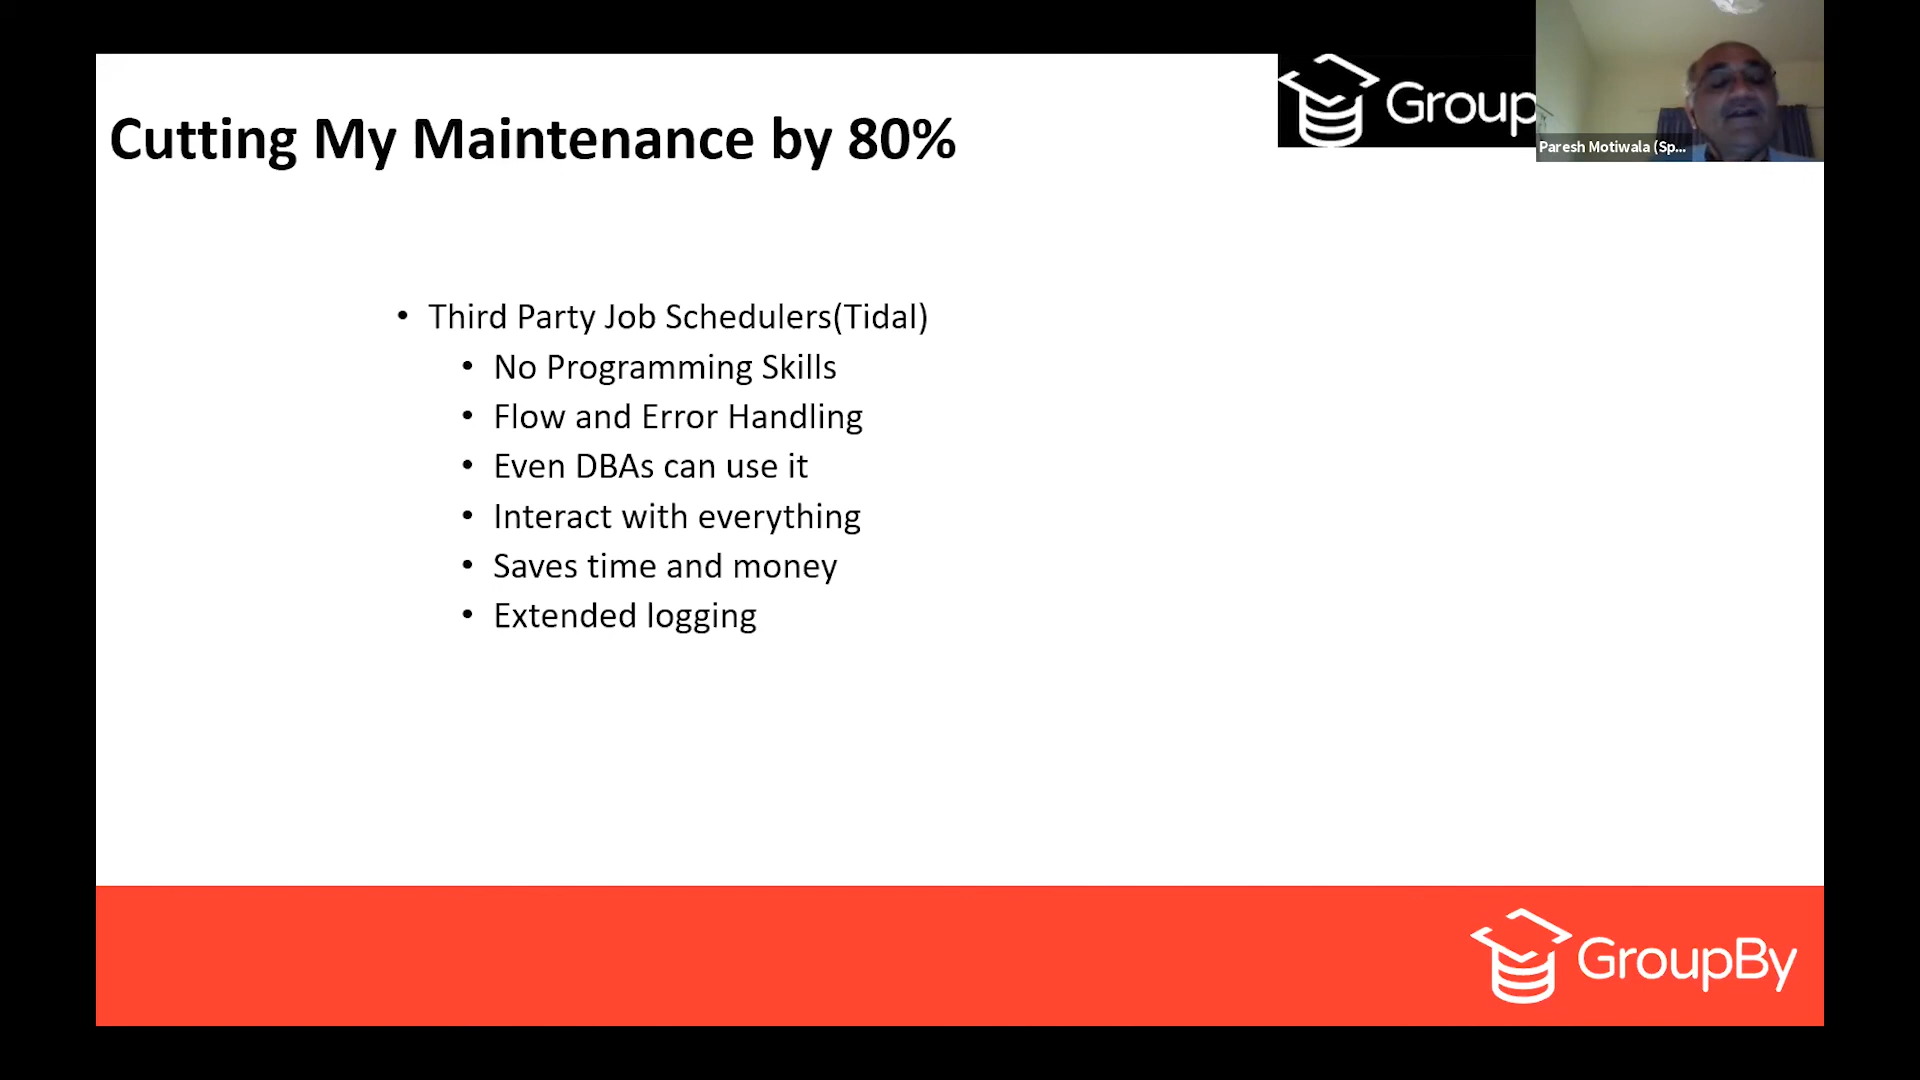 Cutting My Maintenance by 80%
Group
Paresh Motiwala (Sp...
• Third Party Job Schedulers(Tidal)
• No Programming Skills
• Flow and Error Handling
• Even DBAs can use it
• Interact with everything
• Saves time and money
• Extended logging
GroupBy